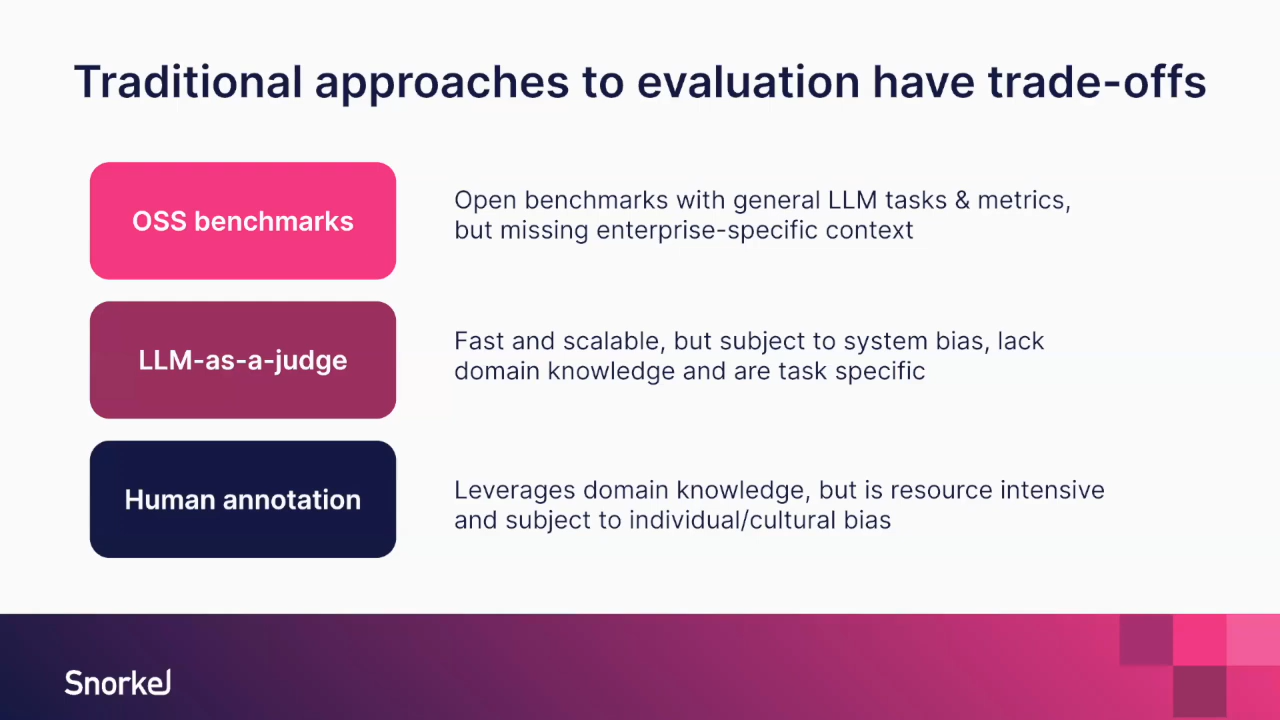 Traditional approaches to evaluation have trade-offs
OSS benchmarks
Open benchmarks with general LLM tasks & metrics,
but missing enterprise-specific context
LLM-as-a-judge
Fast and scalable, but subject to system bias, lack
domain knowledge and are task specific
Human annotation
Leverages domain knowledge, but is resource intensive
and subject to individual/cultural bias
Snorkel